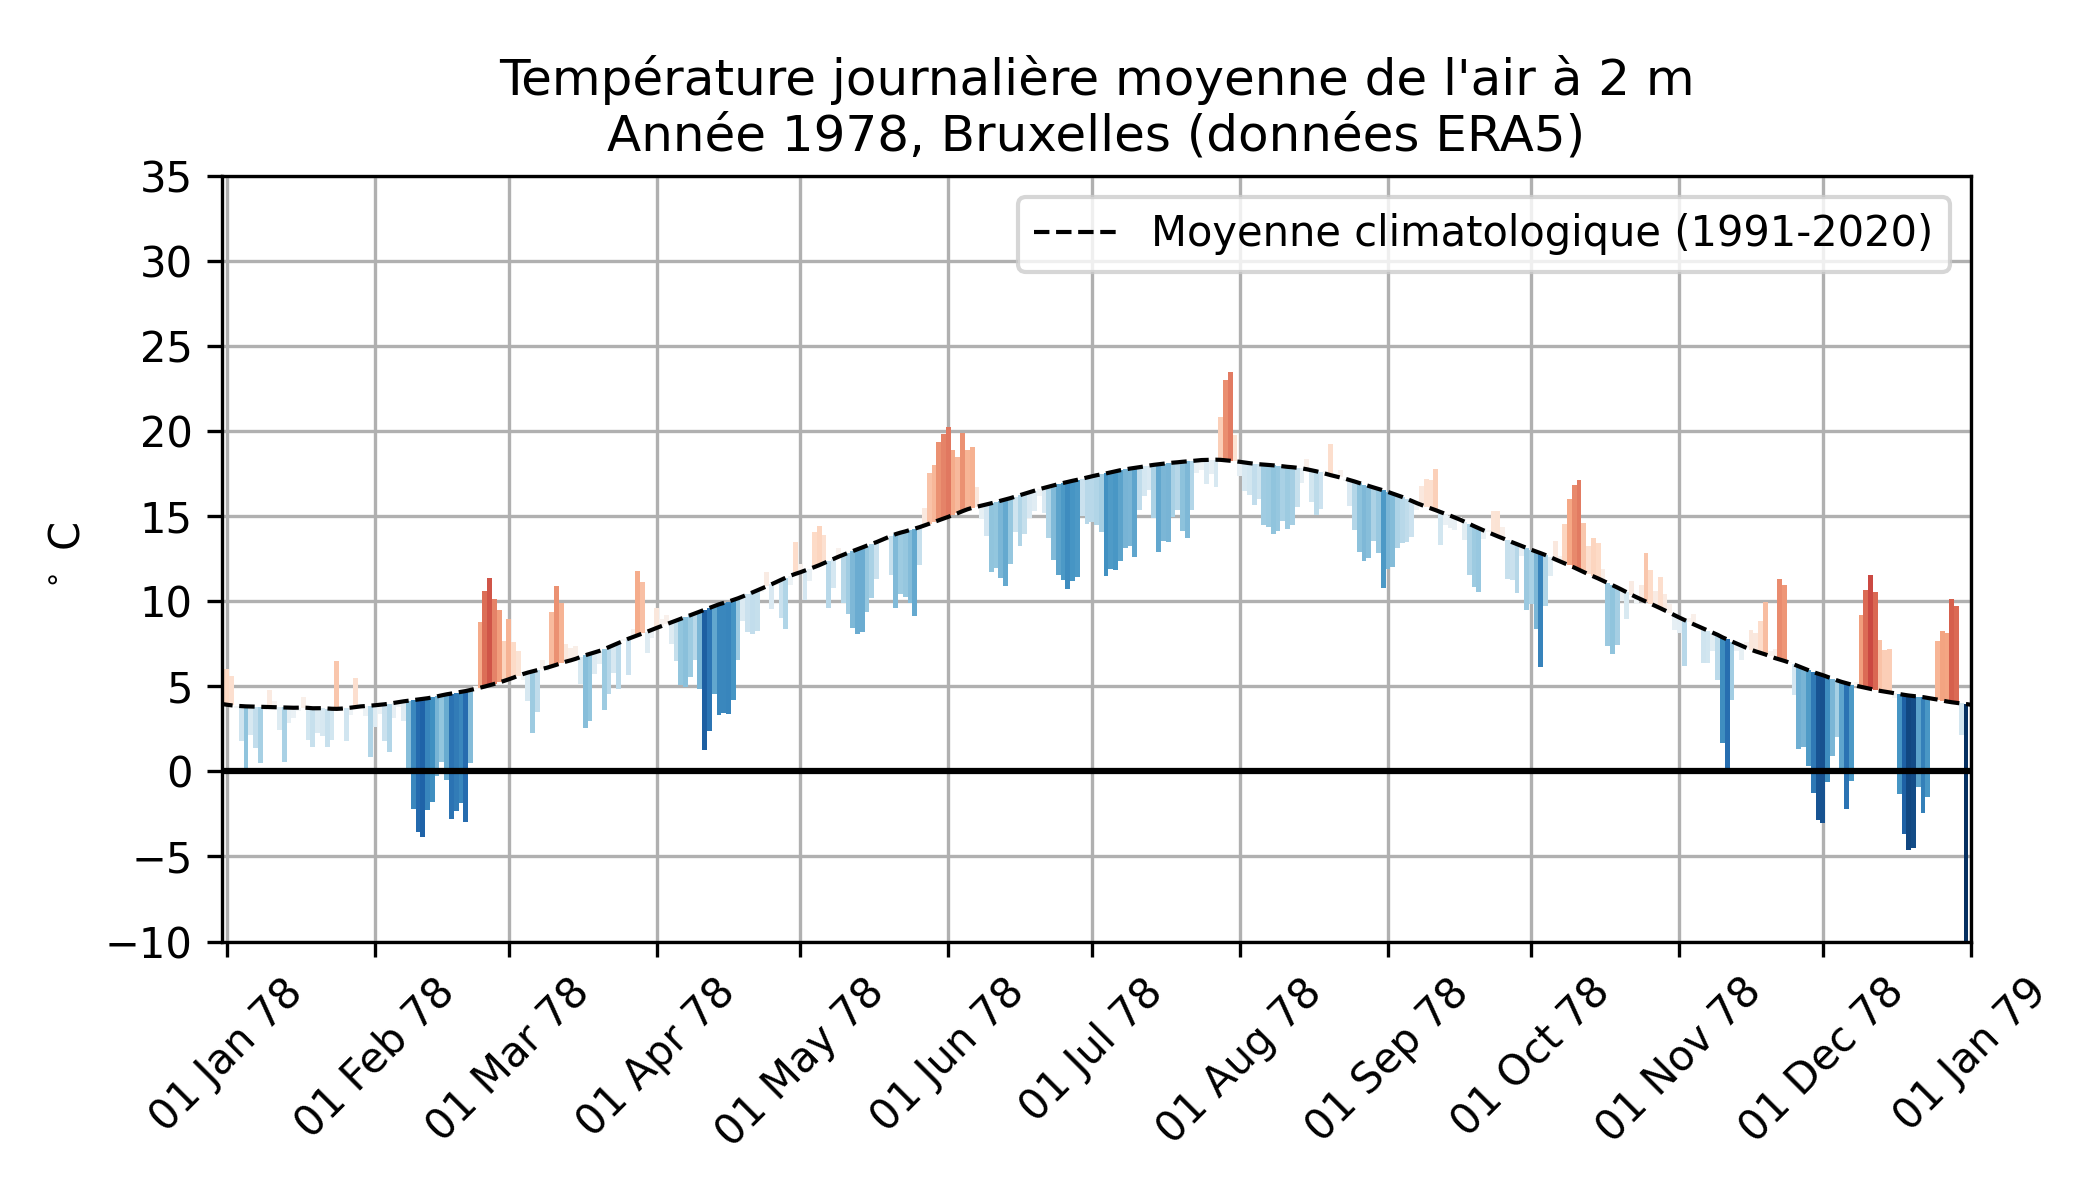 Température journalière moyenne de l'air à 2 m
Année 1978, Bruxelles (données ERA5)
Moyenne climatologique (1991-2020)
° C
35
30
25
20
15
10
5
0
−5
−10
01 Jan 78
01 Feb 78
01 Mar 78
01 Apr 78
01 May 78
01 Jun 78
01 Jul 78
01 Aug 78
01 Sep 78
01 Oct 78
01 Nov 78
01 Dec 78
01 Jan 79